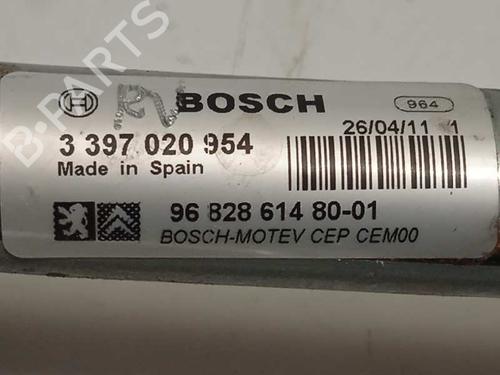 B-PARTS
RV BOSCH
964
26/04/11 1
3 397 020 954
Made in Spain
96 828 614 80-01
BOSCH-MOTEV CEP CEM00